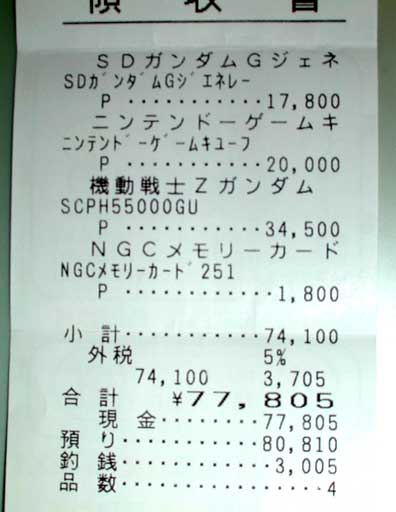 領収書
SDガンダムGジェネ
SDｶﾞﾝﾀﾞﾑGｼﾞｴﾈﾚｰ
P ··········17,800
ニンテンドーゲームキ
ﾆﾝﾃﾝﾄﾞｰｹﾞｰﾑｷｭｰﾌ
P ··········20,000
機動戦士Zガンダム
SCPH55000GU
P ··········34,500
NGCメモリーカード
NGCﾒﾓﾘｰｶｰﾄﾞ251
P ···········1,800
小計··········74,100
外税 5%
74,100 3,705
合計 ¥77,805
現金········77,805
預り··········80,810
釣銭···········3,005
品数···············4